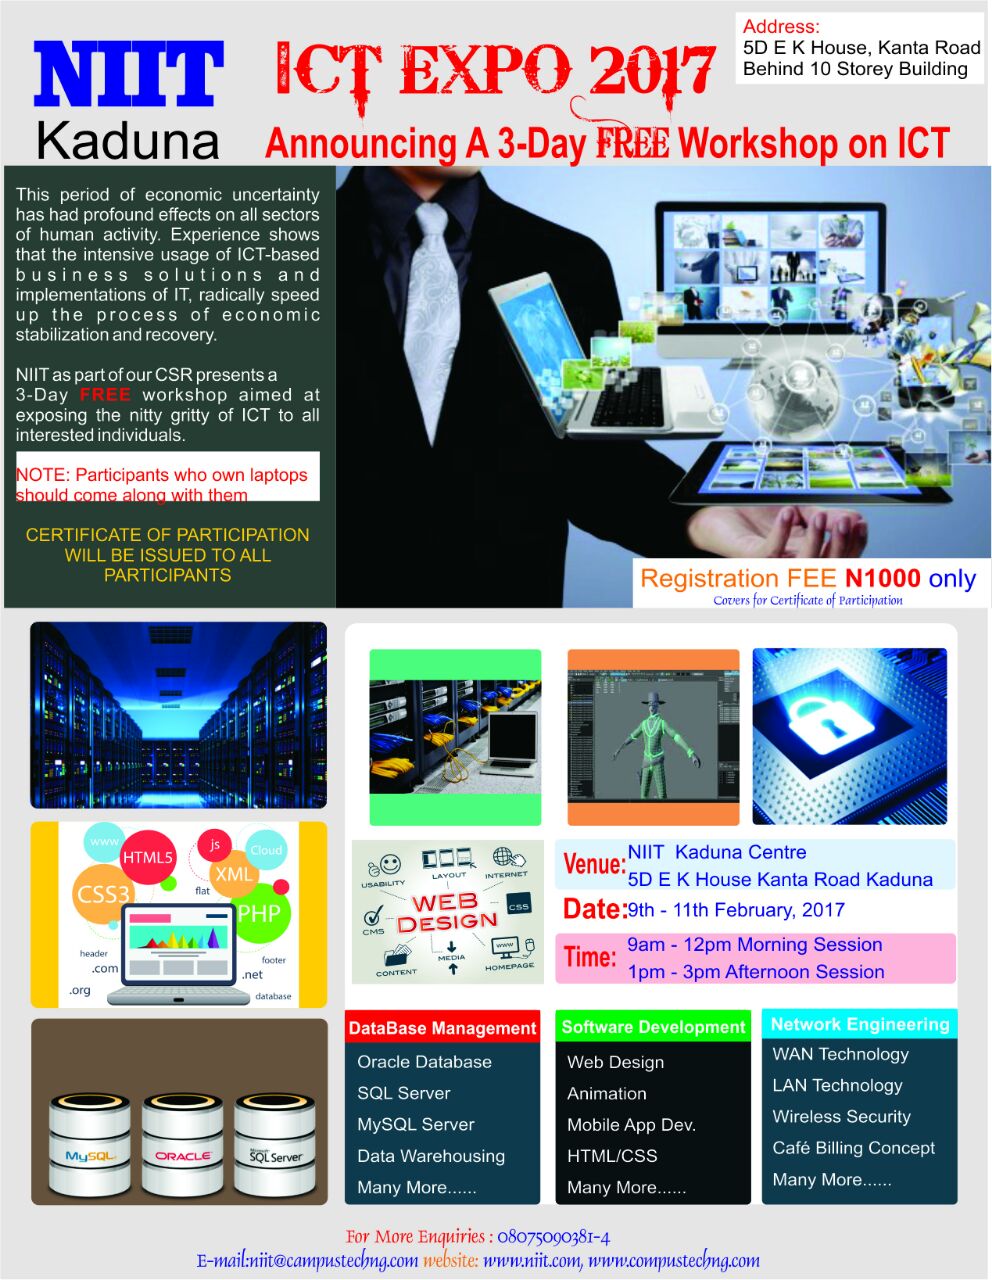 NIIT
Kaduna
ICT EXPO 2017
Announcing A 3-Day FREE Workshop on ICT
Address:
5D E K House, Kanta Road
Behind 10 Storey Building
This period of economic uncertainty
has had profound effects on all sectors
of human activity. Experience shows
that the intensive usage of ICT-based
business solutions and
implementations of IT, radically speed
up the process of economic
stabilization and recovery.
NIIT as part of our CSR presents a
3-Day FREE workshop aimed at
exposing the nitty gritty of ICT to all
interested individuals.
NOTE: Participants who own laptops
should come along with them
CERTIFICATE OF PARTICIPATION
WILL BE ISSUED TO ALL
PARTICIPANTS
Registration FEE N1000 only
Covers for Certificate of Participation
www
HTML5
js
Cloud
XML
CSS3
flat
PHP
header
.com
.org
footer
.net
database
USABILITY
LAYOUT
INTERNET
WEB
DESIGN
CSS
CMS
CONTENT
MEDIA
www
HOMEPAGE
Venue: NIIT Kaduna Centre
5D E K House Kanta Road Kaduna
Date: 9th - 11th February, 2017
Time: 9am - 12pm Morning Session
1pm - 3pm Afternoon Session
MySQL
ORACLE
Microsoft
SQL Server
DataBase Management
Oracle Database
SQL Server
MySQL Server
Data Warehousing
Many More......
Software Development
Web Design
Animation
Mobile App Dev.
HTML/CSS
Many More......
Network Engineering
WAN Technology
LAN Technology
Wireless Security
Café Billing Concept
Many More......
For More Enquiries : 08075090381-4
E-mail:niit@campustechng.com website: www.niit.com, www.compustechng.com